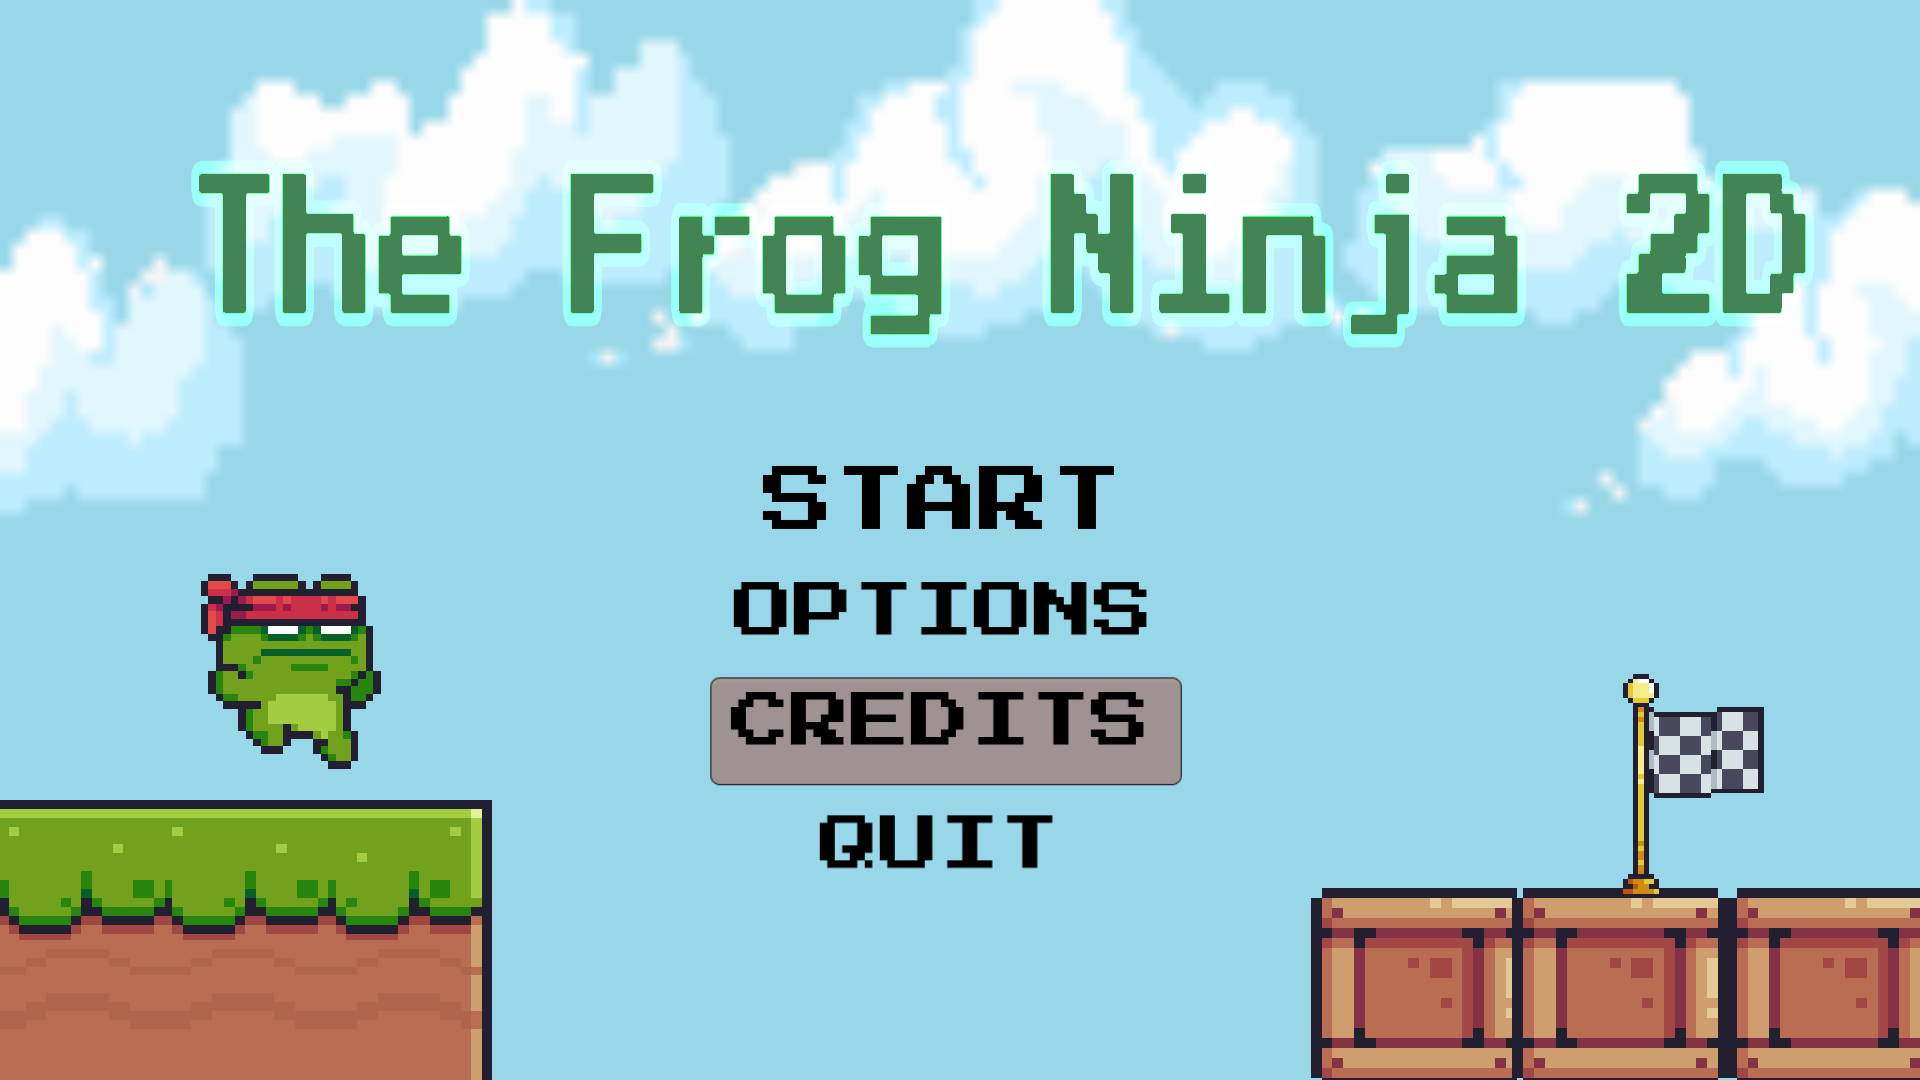 The Frog Ninja 2D
START
OPTIONS
CREDITS
QUIT